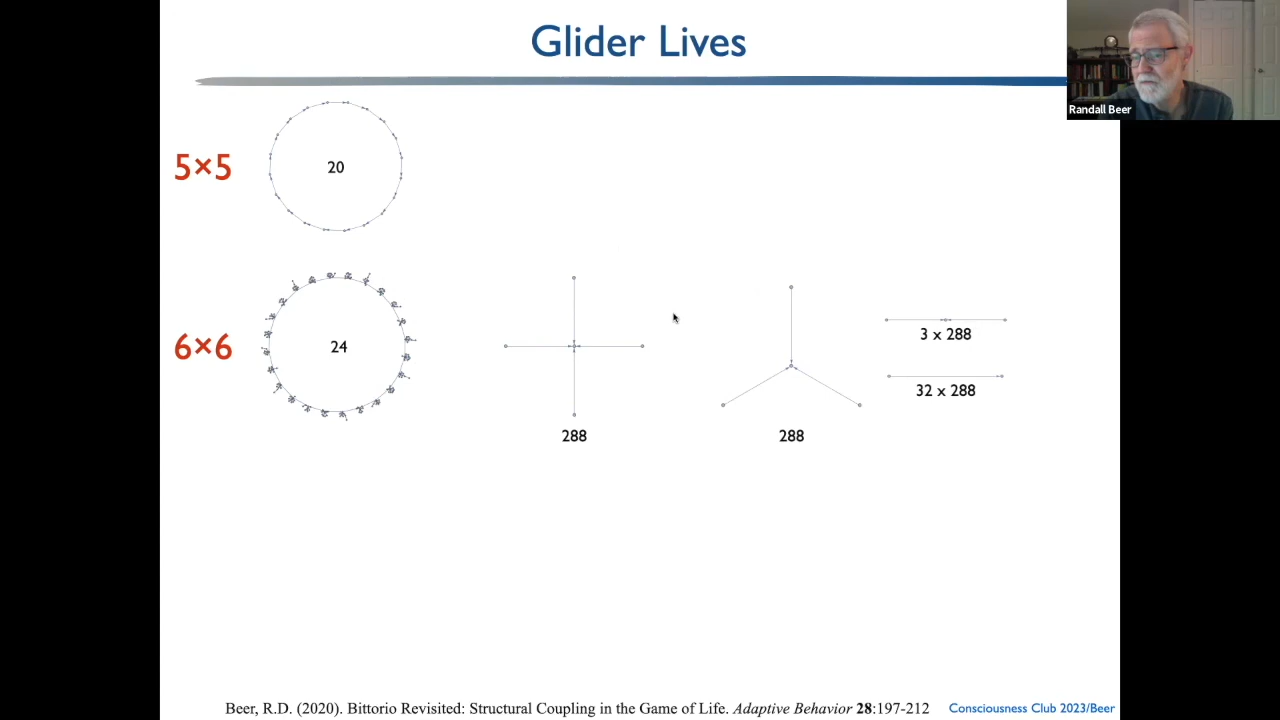 Glider Lives
Randall Beer
5×5
20
6×6
24
288
288
3 x 288
32 x 288
Beer, R.D. (2020). Bittorio Revisited: Structural Coupling in the Game of Life. Adaptive Behavior 28:197-212
Consciousness Club 2023/Beer